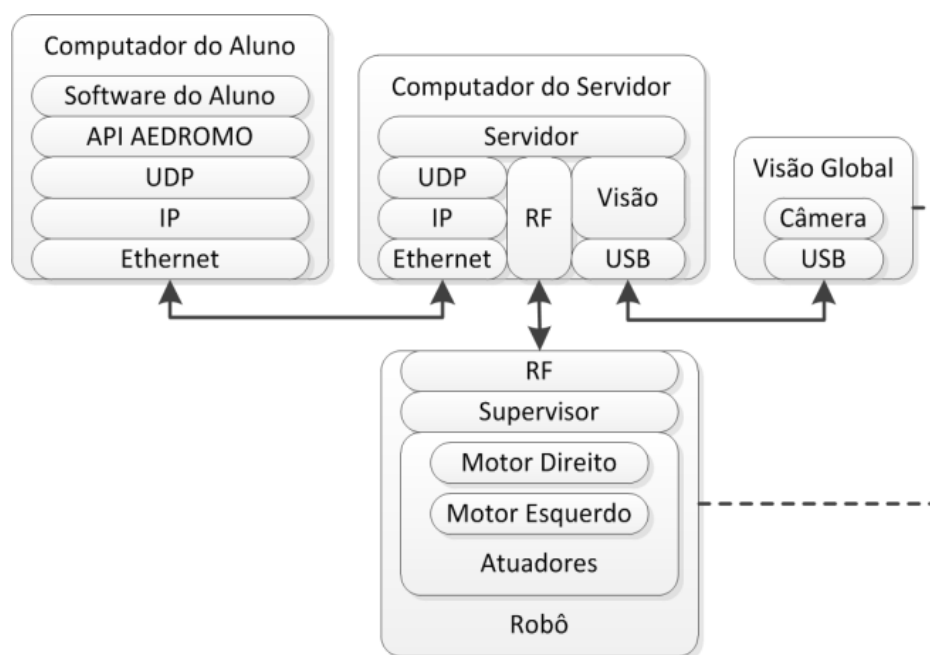 Computador do Aluno
Software do Aluno
API AEDROMO
UDP
IP
Ethernet
Computador do Servidor
Servidor
UDP
IP
Ethernet
RF
Visão
USB
Visão Global
Câmera
USB
RF
Supervisor
Motor Direito
Motor Esquerdo
Atuadores
Robô